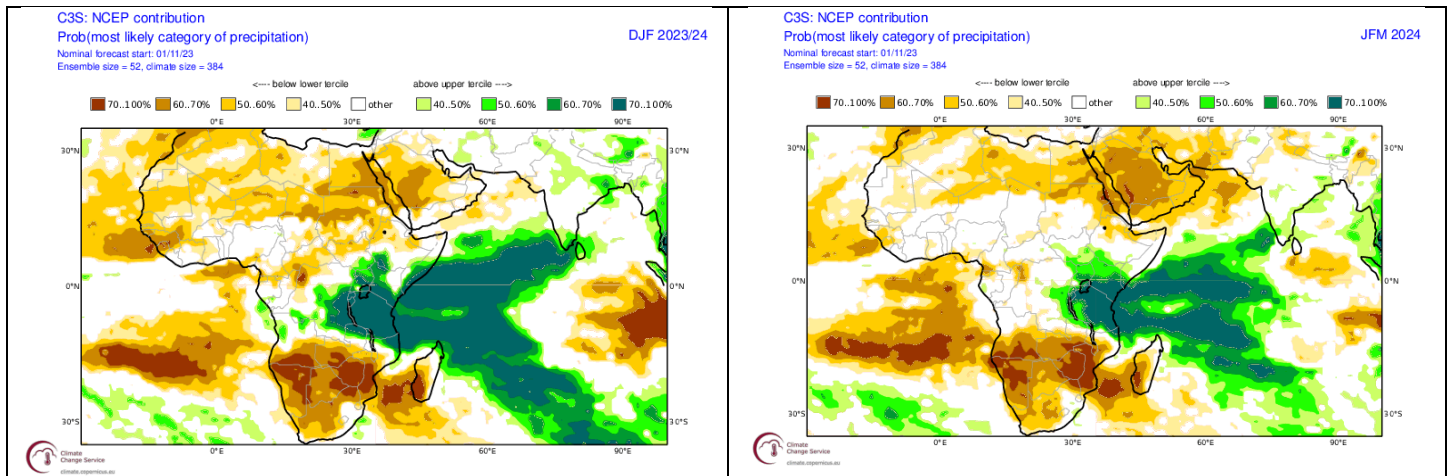 C3S: NCEP contribution
Prob(most likely category of precipitation)
DJF 2023/24
Nominal forecast start: 01/11/23
Ensemble size = 52, climate size = 384
<---- below lower tercile above upper tercile ---->
70..100% 60..70% 50..60% 40..50% other 40..50% 50..60% 60..70% 70..100%
0°E 30°E 60°E 90°E
30°N 30°N
0°N 0°N
30°S 30°S
0°E 30°E 60°E 90°E
Climate
Change Service
climate.copernicus.eu
C3S: NCEP contribution
Prob(most likely category of precipitation)
JFM 2024
Nominal forecast start: 01/11/23
Ensemble size = 52, climate size = 384
<---- below lower tercile above upper tercile ---->
70..100% 60..70% 50..60% 40..50% other 40..50% 50..60% 60..70% 70..100%
0°E 30°E 60°E 90°E
30°N 30°N
0°N 0°N
30°S 30°S
0°E 30°E 60°E 90°E
Climate
Change Service
climate.copernicus.eu